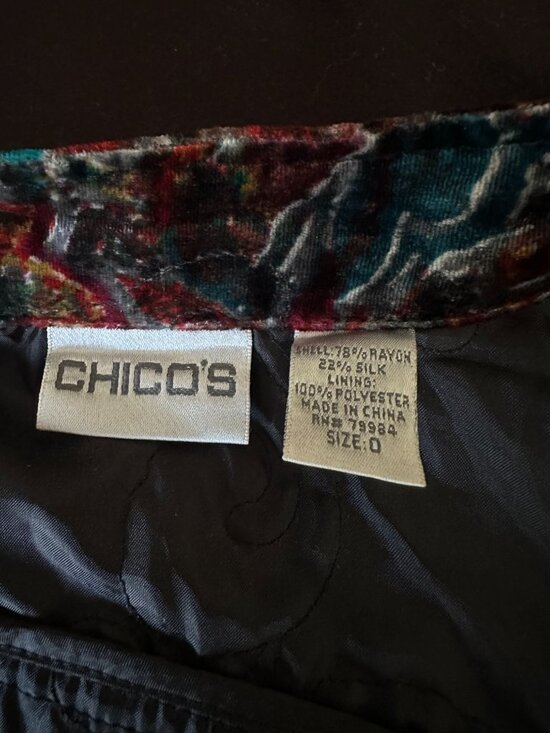 CHICO'S
SHELL: 78% RAYON
22% SILK
LINING:
100% POLYESTER
MADE IN CHINA
RN# 79984
SIZE: 0